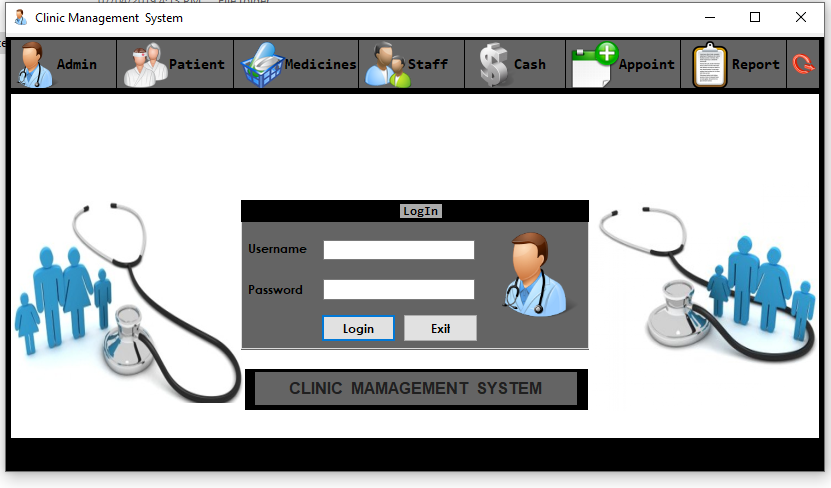 Clinic Management System
Admin Patient Medicines Staff Cash Appoint Report
LogIn
Username
Password
Login Exit
CLINIC MAMAGEMENT SYSTEM